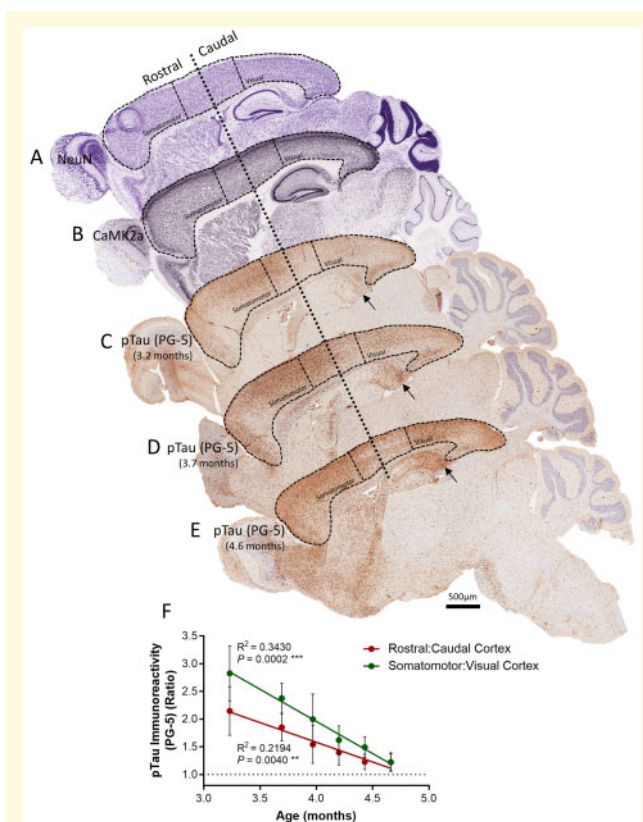 Rostral
Caudal
Somatomotor
Visual
A
NeuN
B
CaMK2a
Somatomotor
Visual
Somatomotor
Visual
C
pTau (PG-5)
(3.2 months)
Somatomotor
Visual
D
pTau (PG-5)
(3.7 months)
Somatomotor
Visual
E
pTau (PG-5)
(4.6 months)
500µm
F
R² = 0.3430
P = 0.0002 ***
Rostral:Caudal Cortex
Somatomotor:Visual Cortex
R² = 0.2194
P = 0.0040 **
pTau Immunoreactivity
(PG-5) (Ratio)
3.5
3.0
2.5
2.0
1.5
1.0
3.0 3.5 4.0 4.5 5.0
Age (months)